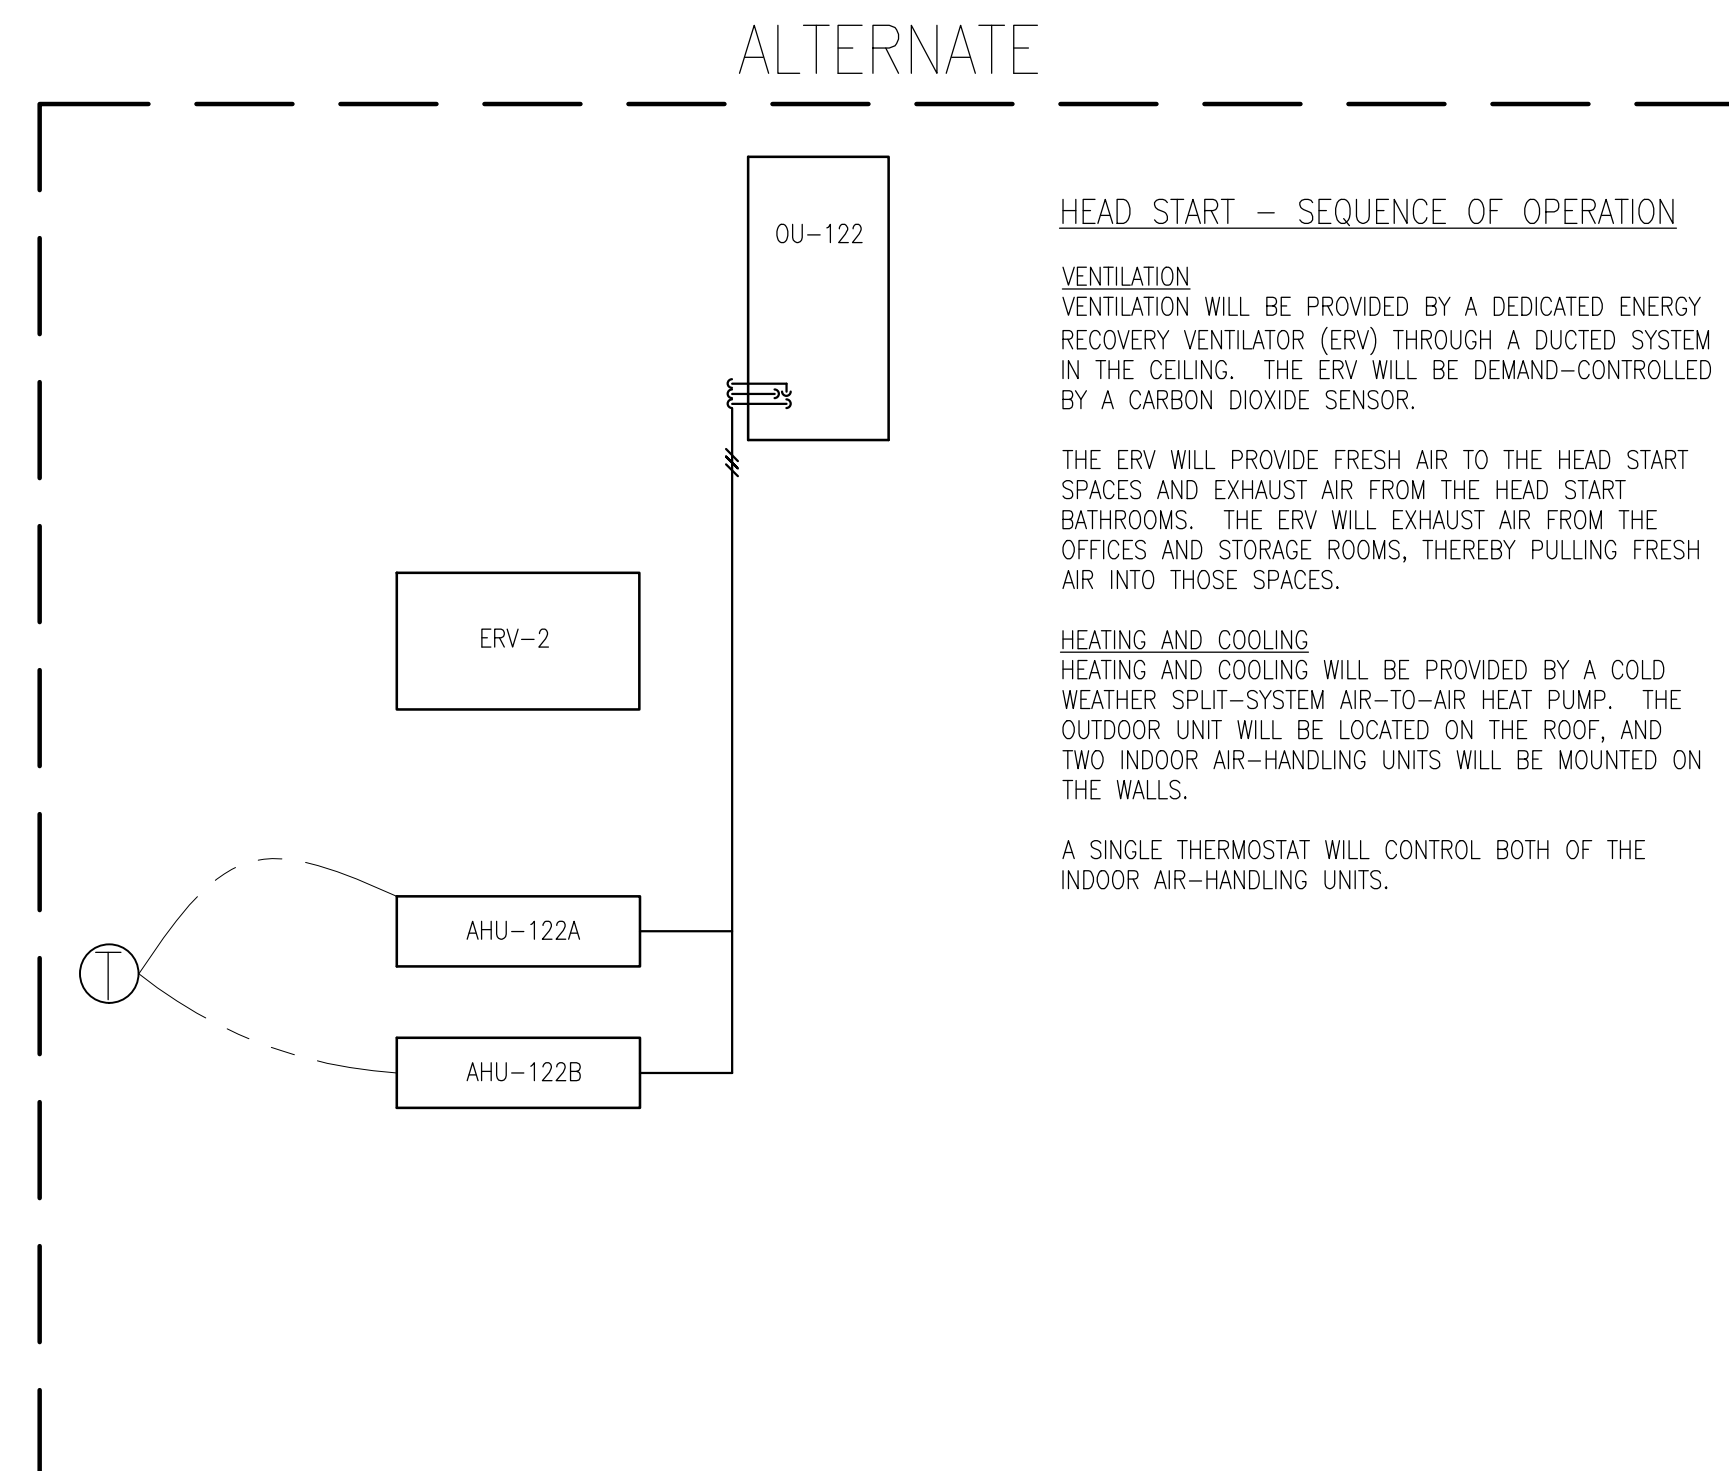 ALTERNATE
OU-122
HEAD START – SEQUENCE OF OPERATION
VENTILATION
VENTILATION WILL BE PROVIDED BY A DEDICATED ENERGY
RECOVERY VENTILATOR (ERV) THROUGH A DUCTED SYSTEM
IN THE CEILING.  THE ERV WILL BE DEMAND-CONTROLLED
BY A CARBON DIOXIDE SENSOR.
THE ERV WILL PROVIDE FRESH AIR TO THE HEAD START
SPACES AND EXHAUST AIR FROM THE HEAD START
BATHROOMS.  THE ERV WILL EXHAUST AIR FROM THE
OFFICES AND STORAGE ROOMS, THEREBY PULLING FRESH
AIR INTO THOSE SPACES.
ERV-2
HEATING AND COOLING
HEATING AND COOLING WILL BE PROVIDED BY A COLD
WEATHER SPLIT-SYSTEM AIR-TO-AIR HEAT PUMP.  THE
OUTDOOR UNIT WILL BE LOCATED ON THE ROOF, AND
TWO INDOOR AIR-HANDLING UNITS WILL BE MOUNTED ON
THE WALLS.
A SINGLE THERMOSTAT WILL CONTROL BOTH OF THE
INDOOR AIR-HANDLING UNITS.
AHU-122A
T
AHU-122B